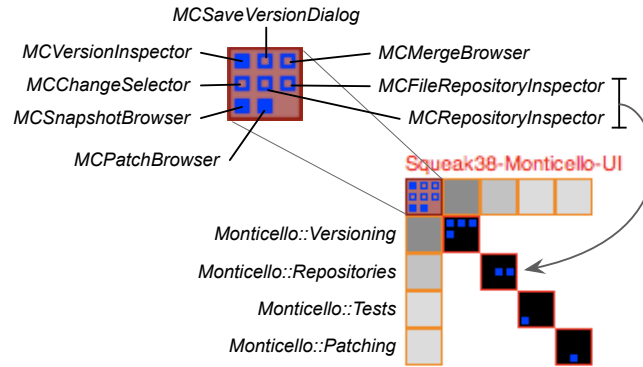 MCSaveVersionDialog
MCVersionInspector
MCMergeBrowser
MCChangeSelector
MCFileRepositoryInspector
MCSnapshotBrowser
MCRepositoryInspector
MCPatchBrowser
Squeak38-Monticello-UI
Monticello::Versioning
Monticello::Repositories
Monticello::Tests
Monticello::Patching